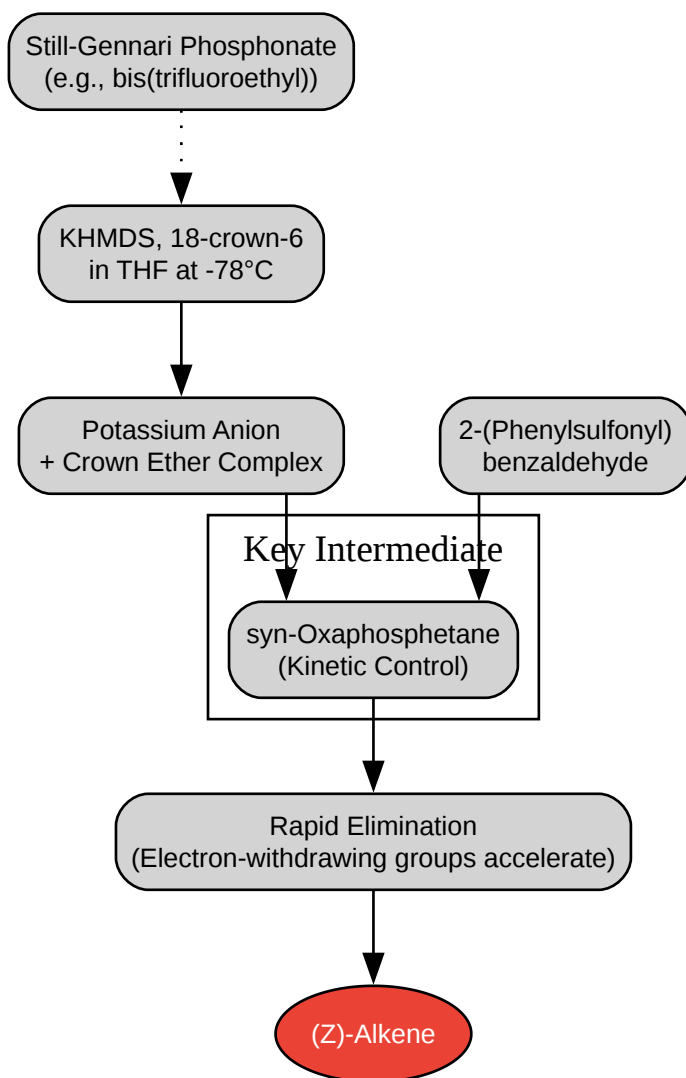 Still-Gennari Phosphonate
(e.g., bis(trifluoroethyl))
KHMDS, 18-crown-6
in THF at -78°C
Potassium Anion
+ Crown Ether Complex
2-(Phenylsulfonyl)
benzaldehyde
Key Intermediate
syn-Oxaphosphetane
(Kinetic Control)
Rapid Elimination
(Electron-withdrawing groups accelerate)
(Z)-Alkene